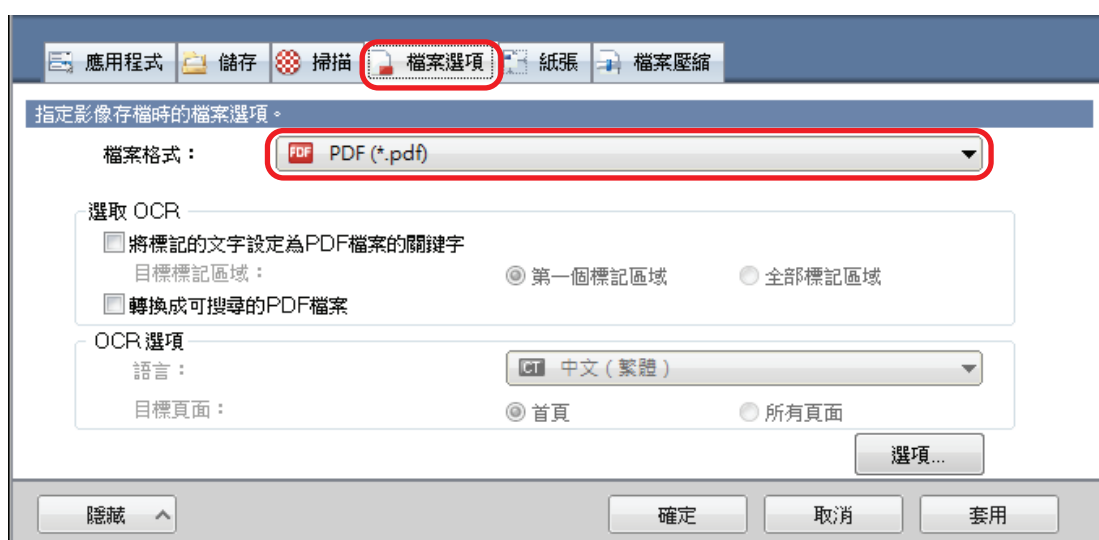 應用程式 儲存 掃描 檔案選項 紙張 檔案壓縮
指定影像存檔時的檔案選項。
檔案格式： PDF PDF (*.pdf)
選取 OCR
將標記的文字設定為PDF檔案的關鍵字
目標標記區域： 第一個標記區域 全部標記區域
轉換成可搜尋的PDF檔案
OCR 選項
語言： CT 中文 ( 繁體 )
目標頁面： 首頁 所有頁面
選項...
隱藏 確定 取消 套用